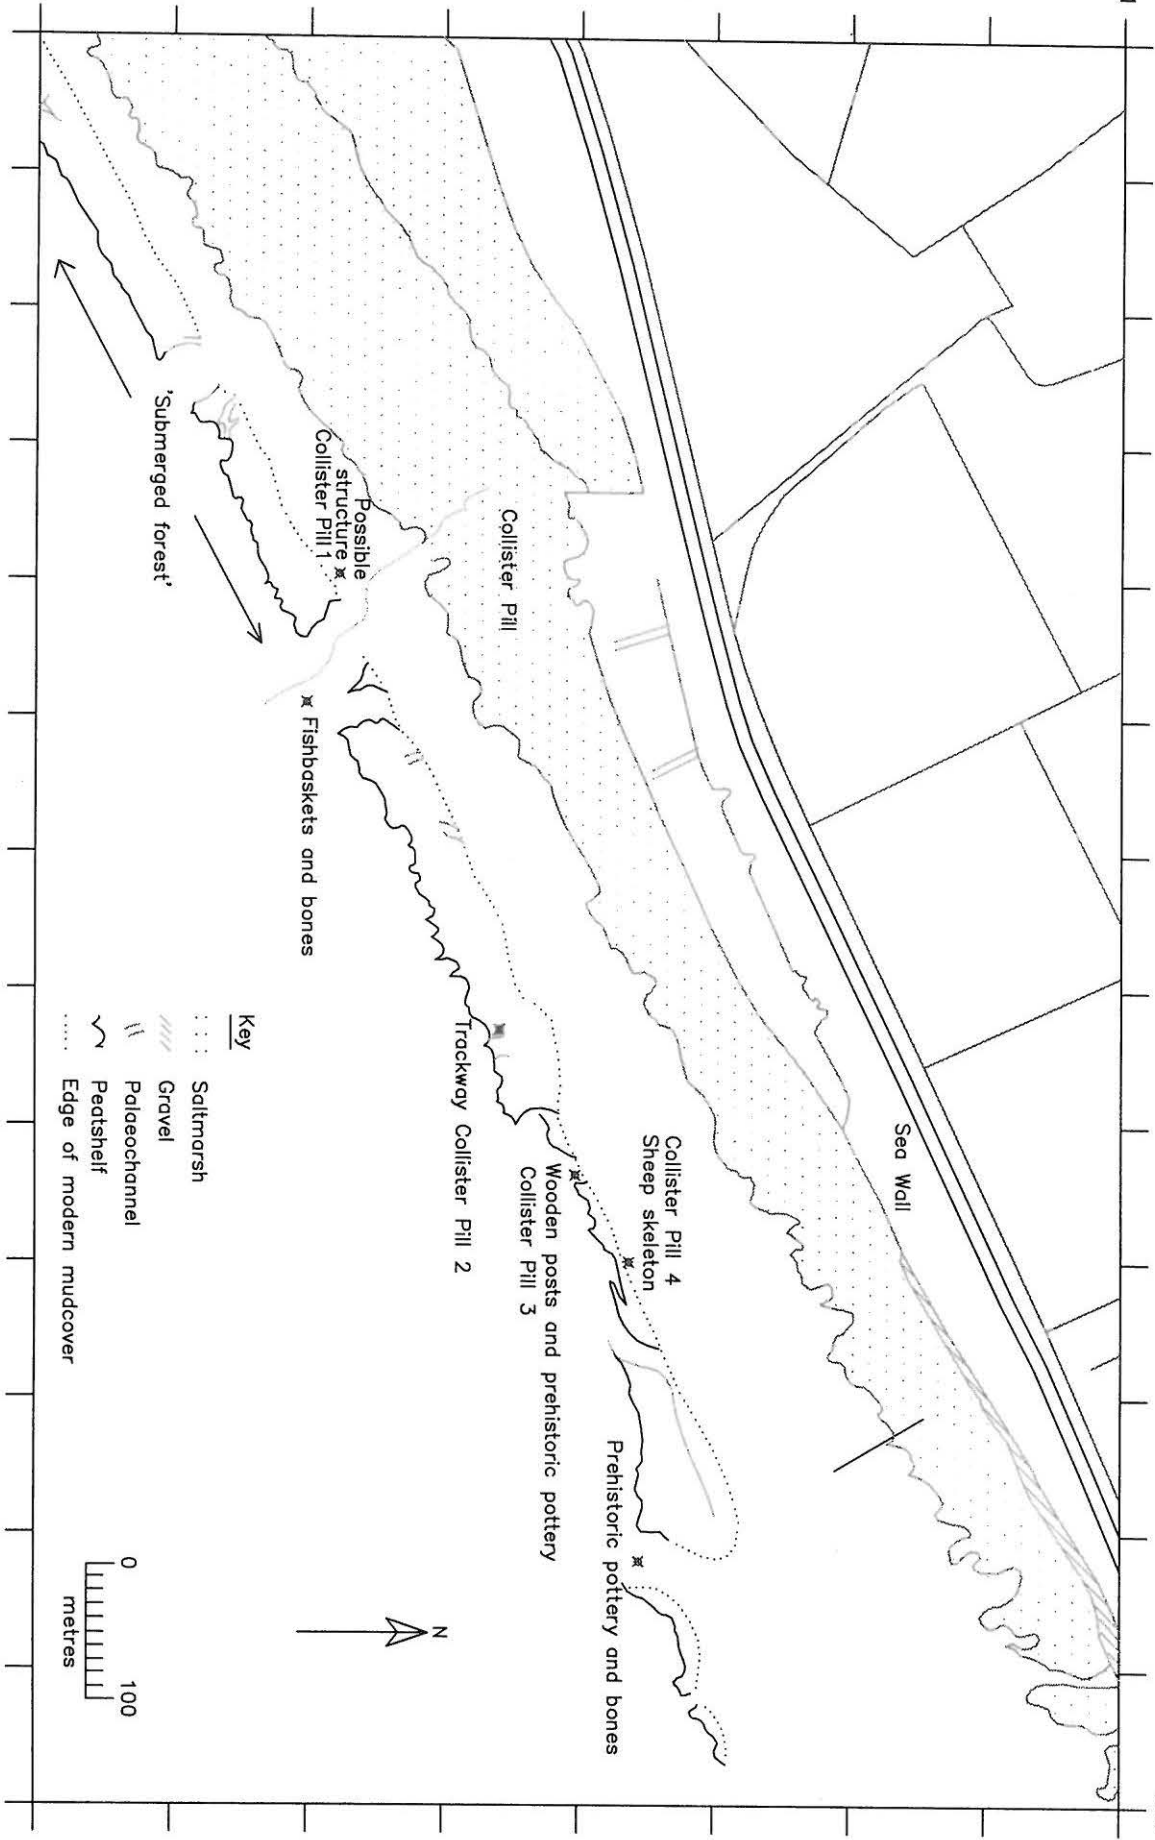 Sea Wall
Collister Pill
Possible
structure
Collister Pill 1
'Submerged forest'
Fishbaskets and bones
Collister Pill 4
Sheep skeleton
Wooden posts and prehistoric pottery
Collister Pill 3
Trackway Collister Pill 2
Prehistoric pottery and bones
Key
Saltmarsh
Gravel
Palaeochannel
Peatshelf
Edge of modern mudcover
N
0 100
metres